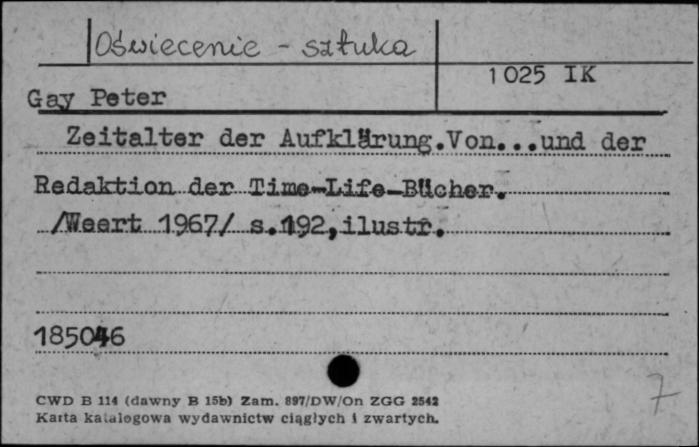 Oświecenie - sztuka
1025 IK
Gay Peter
Zeitalter der Aufklärung.Von...und der
Redaktion der Time-Life-Bücher.
/Weert 1967/ s.192,ilustr.
185046
CWD B 114 (dawny B 15b) Zam. 897/DW/On ZGG 2542
Karta katalogowa wydawnictw ciągłych i zwartych.
7